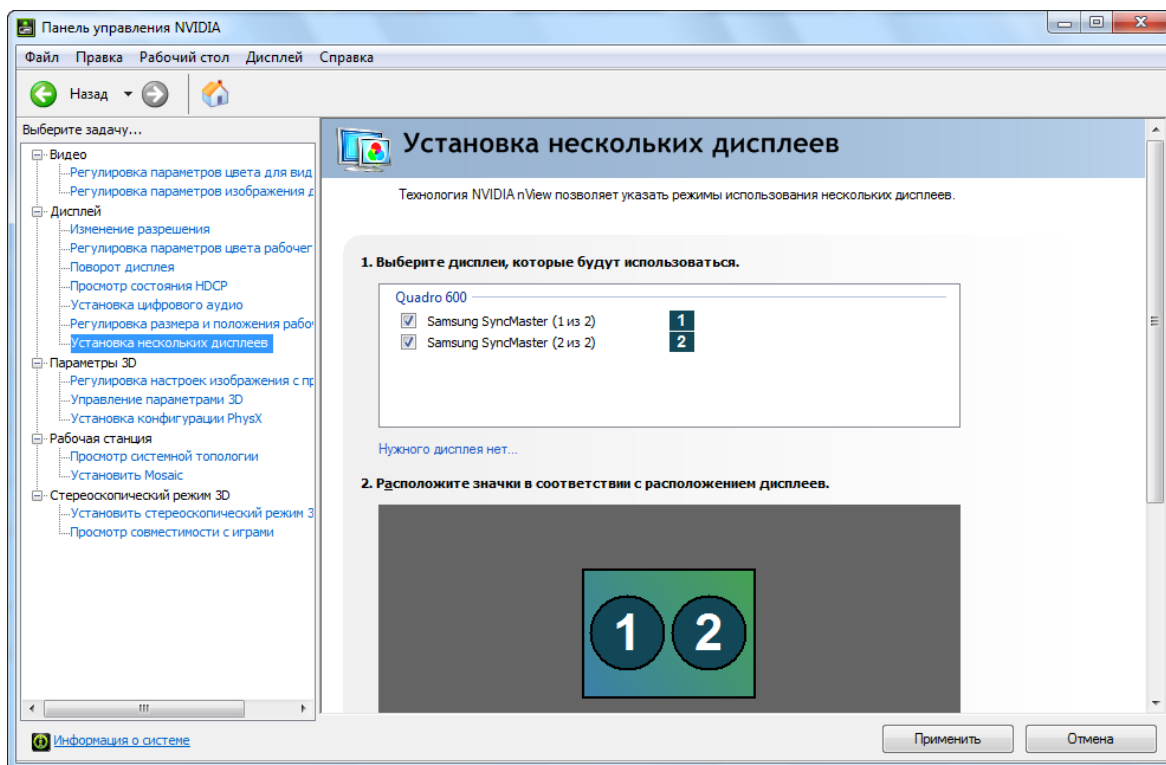 Панель управления NVIDIA
Файл Правка Рабочий стол Дисплей Справка
Назад
Выберите задачу...
Видео
Регулировка параметров цвета для вид
Регулировка параметров изображения д
Дисплей
Изменение разрешения
Регулировка параметров цвета рабочег
Поворот дисплея
Просмотр состояния HDCP
Установка цифрового аудио
Регулировка размера и положения рабо
Установка нескольких дисплеев
Параметры 3D
Регулировка настроек изображения с пр
Управление параметрами 3D
Установка конфигурации PhysX
Рабочая станция
Просмотр системной топологии
Установить Mosaic
Стереоскопический режим 3D
Установить стереоскопический режим 3
Просмотр совместимости с играми
Информация о системе
Установка нескольких дисплеев
Технология NVIDIA nView позволяет указать режимы использования нескольких дисплеев.
1. Выберите дисплеи, которые будут использоваться.
Quadro 600
Samsung SyncMaster (1 из 2) 1
Samsung SyncMaster (2 из 2) 2
Нужного дисплея нет...
2. Расположите значки в соответствии с расположением дисплеев.
1 2
Применить Отмена